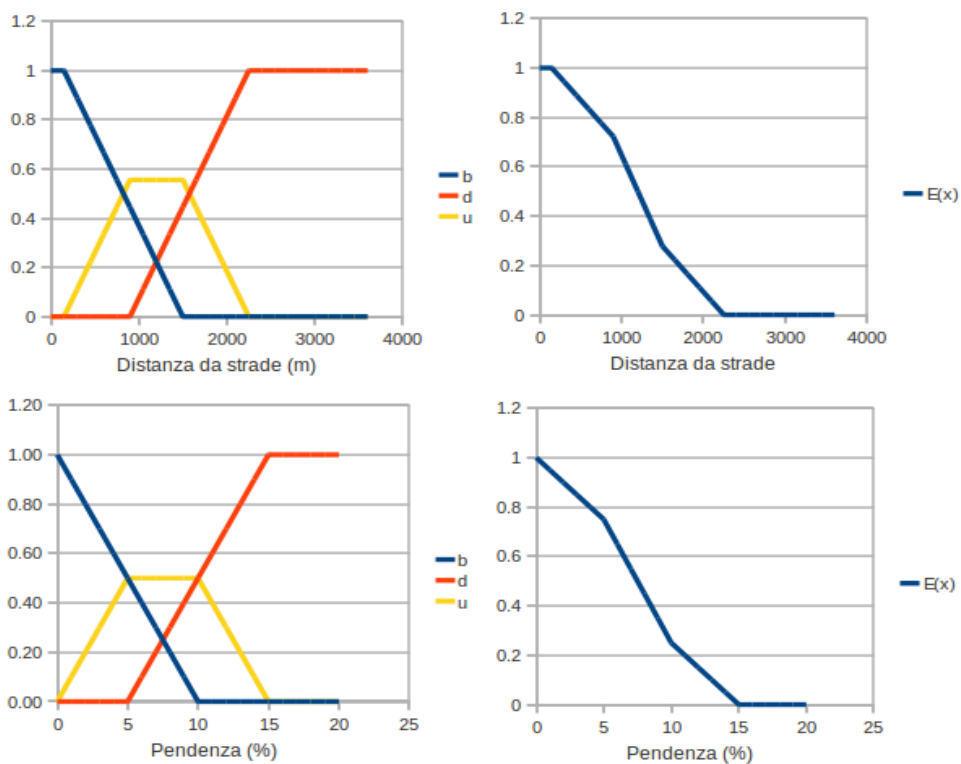 1.2
1
0.8
0.6
0.4
0.2
0
0 1000 2000 3000 4000
Distanza da strade (m)
b
d
u
1.2
1
0.8
0.6
0.4
0.2
0
0 1000 2000 3000 4000
Distanza da strade
E(x)
1.20
1.00
0.80
0.60
0.40
0.20
0.00
0 5 10 15 20 25
Pendenza (%)
b
d
u
1.2
1
0.8
0.6
0.4
0.2
0
0 5 10 15 20 25
Pendenza (%)
E(x)